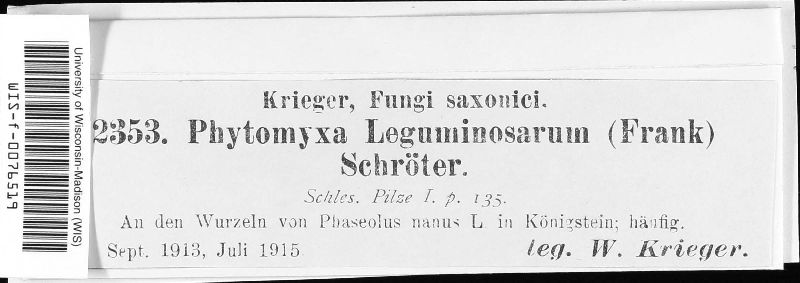 Krieger, Fungi saxonici.
2353. Phytomyxa Leguminosarum (Frank)
Schröter.
Schles. Pilze I. p. 135.
An den Wurzeln von Phaseolus nanus L in Königstein; häufig.
Sept. 1913, Juli 1915
leg. W. Krieger.
University of Wisconsin-Madison (WIS)
WIS-f-0076519